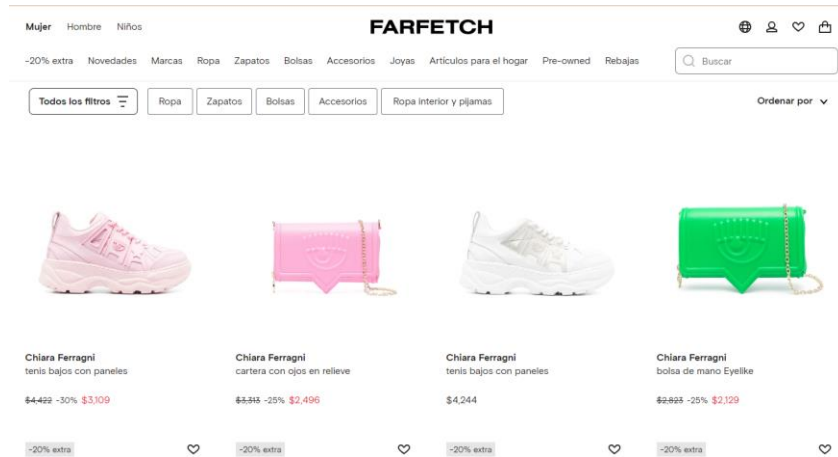 Mujer Hombre Niños
FARFETCH
-20% extra Novedades Marcas Ropa Zapatos Bolsas Accesorios Joyas Artículos para el hogar Pre-owned Rebajas
Buscar
Todos los filtros Ropa Zapatos Bolsas Accesorios Ropa interior y pijamas
Ordenar por
Chiara Ferragni
tenis bajos con paneles
$4,422 -30% $3,109
-20% extra
Chiara Ferragni
cartera con ojos en relieve
$3,313 -25% $2,496
-20% extra
Chiara Ferragni
tenis bajos con paneles
$4,244
-20% extra
Chiara Ferragni
bolsa de mano Eyelike
$2,823 -25% $2,129
-20% extra